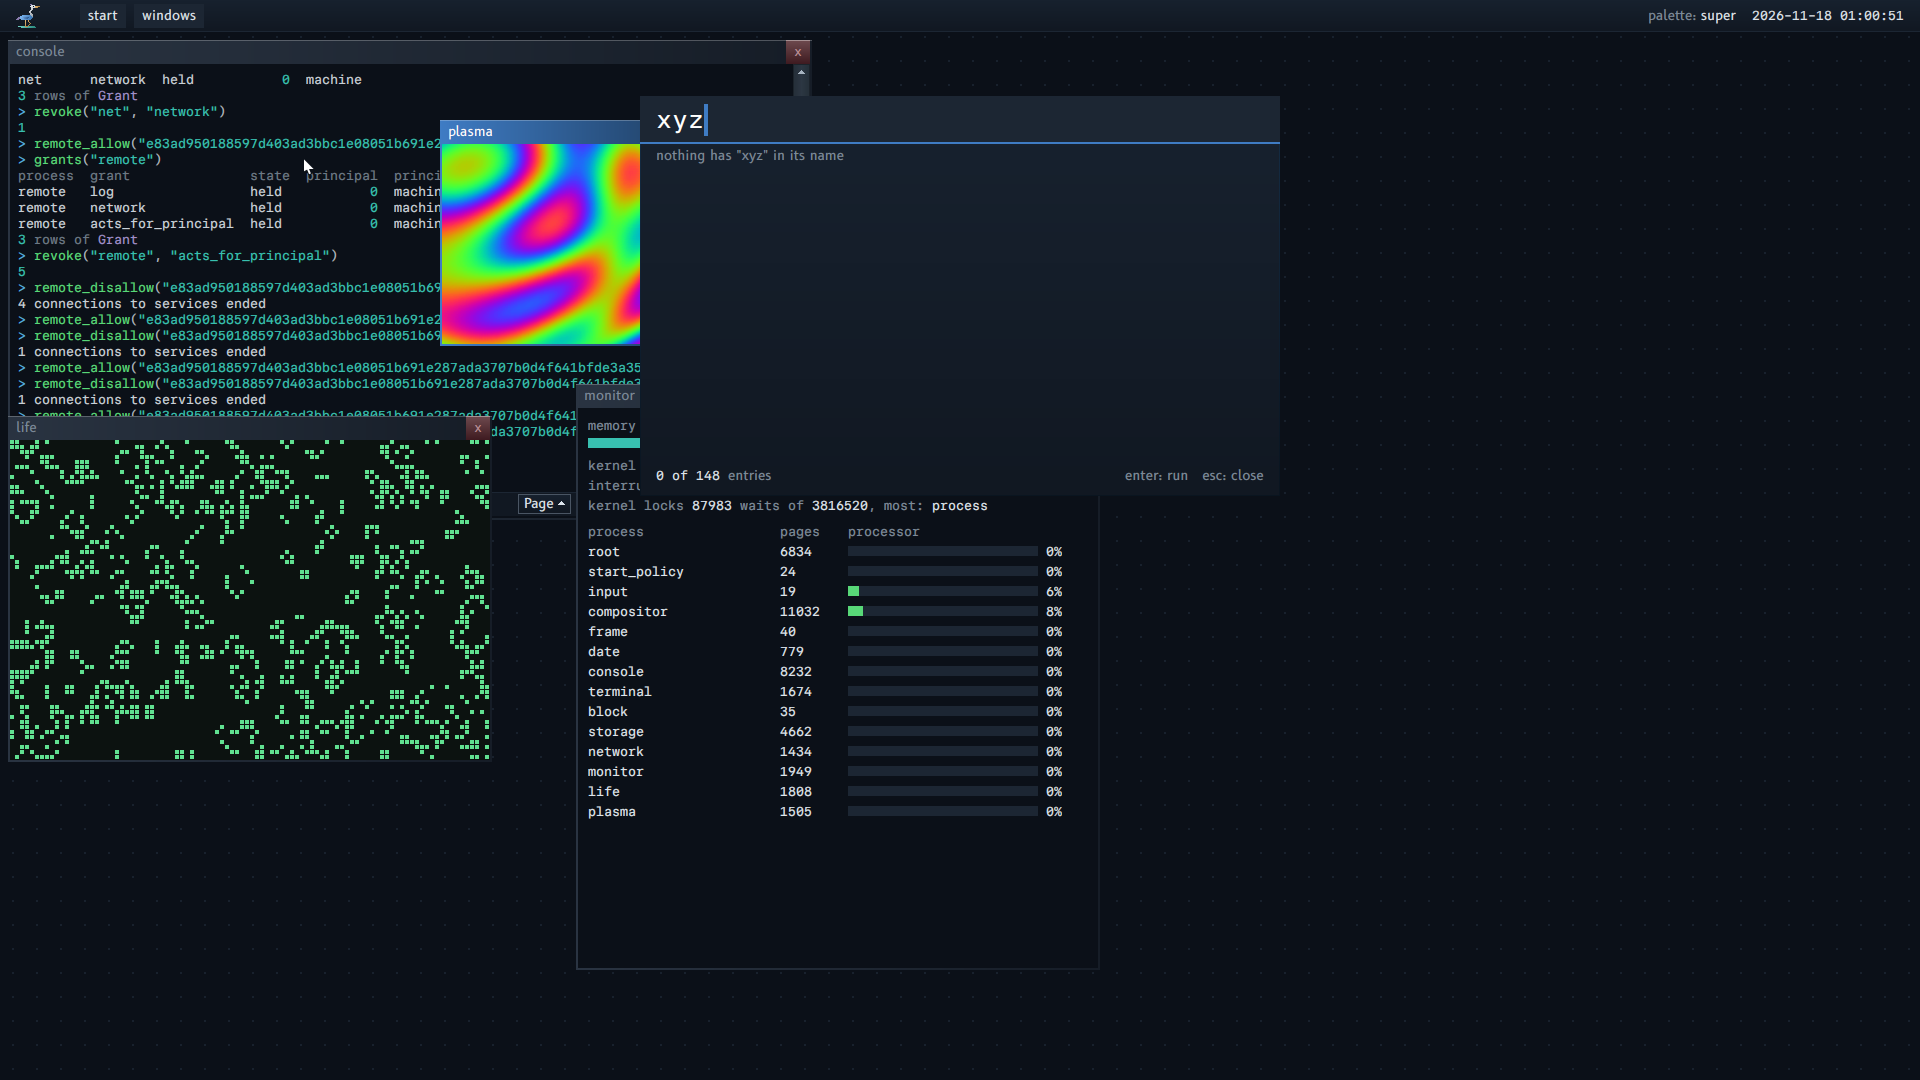 start windows palette: super 2026-11-18 01:00:51
console x
net network held 0 machine
3 rows of Grant
> revoke("net", "network")
1
> remote_allow("e83ad950188597d403ad3bbc1e08051b691e2
> grants("remote")
process grant state principal princi
remote log held 0 machin
remote network held 0 machin
remote acts_for_principal held 0 machin
3 rows of Grant
> revoke("remote", "acts_for_principal")
5
> remote_disallow("e83ad950188597d403ad3bbc1e08051b69
4 connections to services ended
> remote_allow("e83ad950188597d403ad3bbc1e08051b691e2
> remote_disallow("e83ad950188597d403ad3bbc1e08051b69
1 connections to services ended
> remote_allow("e83ad950188597d403ad3bbc1e08051b691e287ada3707b0d4f641bfde3a35
> remote_disallow("e83ad950188597d403ad3bbc1e08051b691e287ada3707b0d4f641bfde3
1 connections to services ended
> remote_allow("e83ad950188597d403ad3bbc1e08051b691e287ada3707b0d4f641
da3707b0d4f
Page
plasma
xyz
nothing has "xyz" in its name
0 of 148 entries enter: run esc: close
life x
monitor
memory
kernel
interru
kernel locks 87983 waits of 3816520, most: process
process pages processor
root 6834 0%
start_policy 24 0%
input 19 6%
compositor 11032 8%
frame 40 0%
date 779 0%
console 8232 0%
terminal 1674 0%
block 35 0%
storage 4662 0%
network 1434 0%
monitor 1949 0%
life 1808 0%
plasma 1505 0%